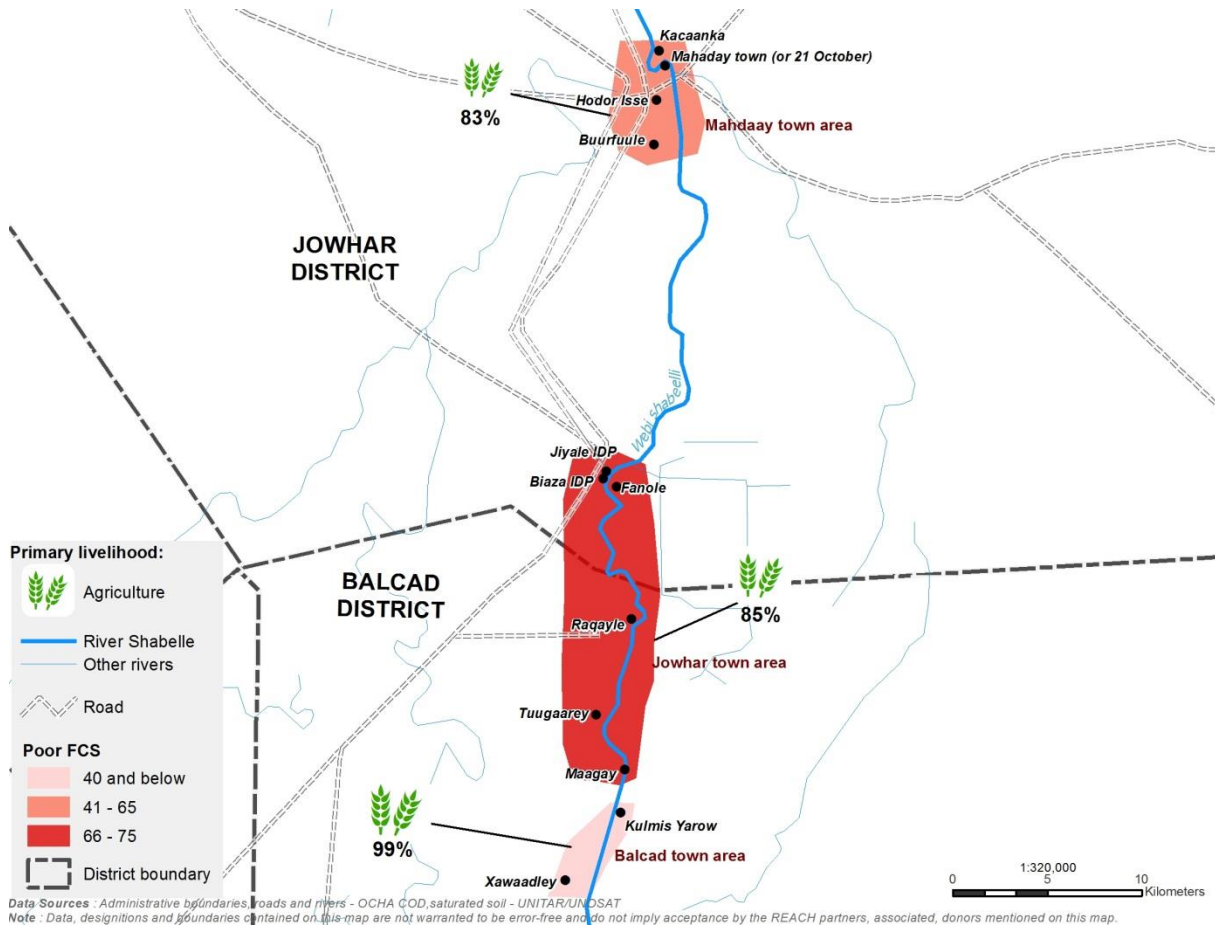 Kacaanka
Mahaday town (or 21 October)
Hodor Isse
83%
Mahdaay town area
Buurfuule
JOWHAR
DISTRICT
Webi Shabeelli
Jiyale IDP
Biaza IDP
Fanole
Primary livelihood:
Agriculture
BALCAD
DISTRICT
85%
Raqayle
River Shabelle
Other rivers
Jowhar town area
Road
Tuugaarey
Poor FCS
Maagay
40 and below
41 - 65
66 - 75
Kulmis Yarow
99%
Balcad town area
District boundary
Xawaadley
1:320,000
0 5 10
Kilometers
Data Sources : Administrative boundaries, roads and rivers - OCHA COD,saturated soil - UNITAR/UNOSAT
Note : Data, designitions and boundaries contained on this map are not warranted to be error-free and do not imply acceptance by the REACH partners, associated, donors mentioned on this map.